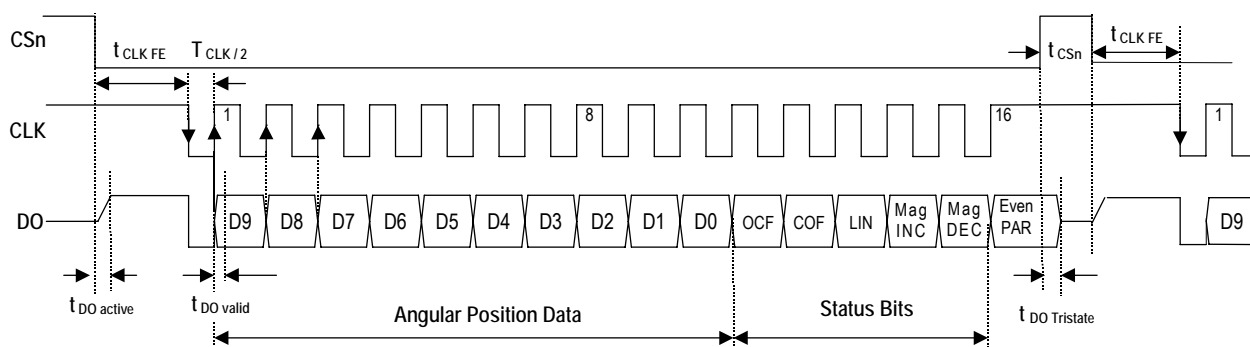 CSn
t CLK FE
T CLK / 2
t CSn
t CLK FE
CLK
1
8
16
1
DO
D9
D8
D7
D6
D5
D4
D3
D2
D1
D0
OCF
COF
LIN
Mag
INC
Mag
DEC
Even
PAR
D9
t DO active
t DO valid
Angular Position Data
Status Bits
t DO Tristate